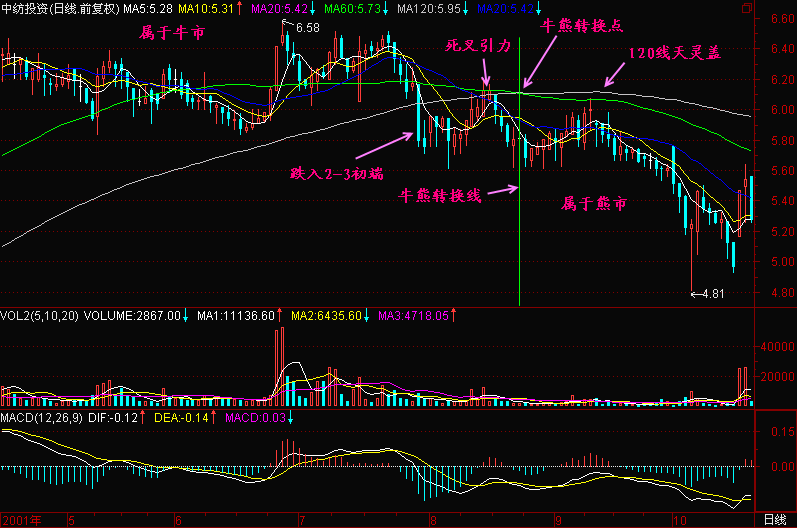 中纺投资(日线.前复权) MA5:5.28 MA10:5.31↑ MA20:5.42↓ MA60:5.73↓ MA120:5.95↓ MA20:5.42↓
6.60
6.58
属于牛市
牛熊转换点
死叉引力
120线天灵盖
6.40
6.20
6.00
5.80
跌入2-3初端
牛熊转换线
属于熊市
5.60
5.40
5.20
5.00
4.81
4.80
VOL2(5,10,20) VOLUME:2867.00↓ MA1:11136.60↑ MA2:6435.60↓ MA3:4718.05↑
40000
20000
MACD(12,26,9) DIF:-0.12↑ DEA:-0.14↑ MACD:0.03↓
0.15
0.00
2001年 5 6 7 8 9 10 日线